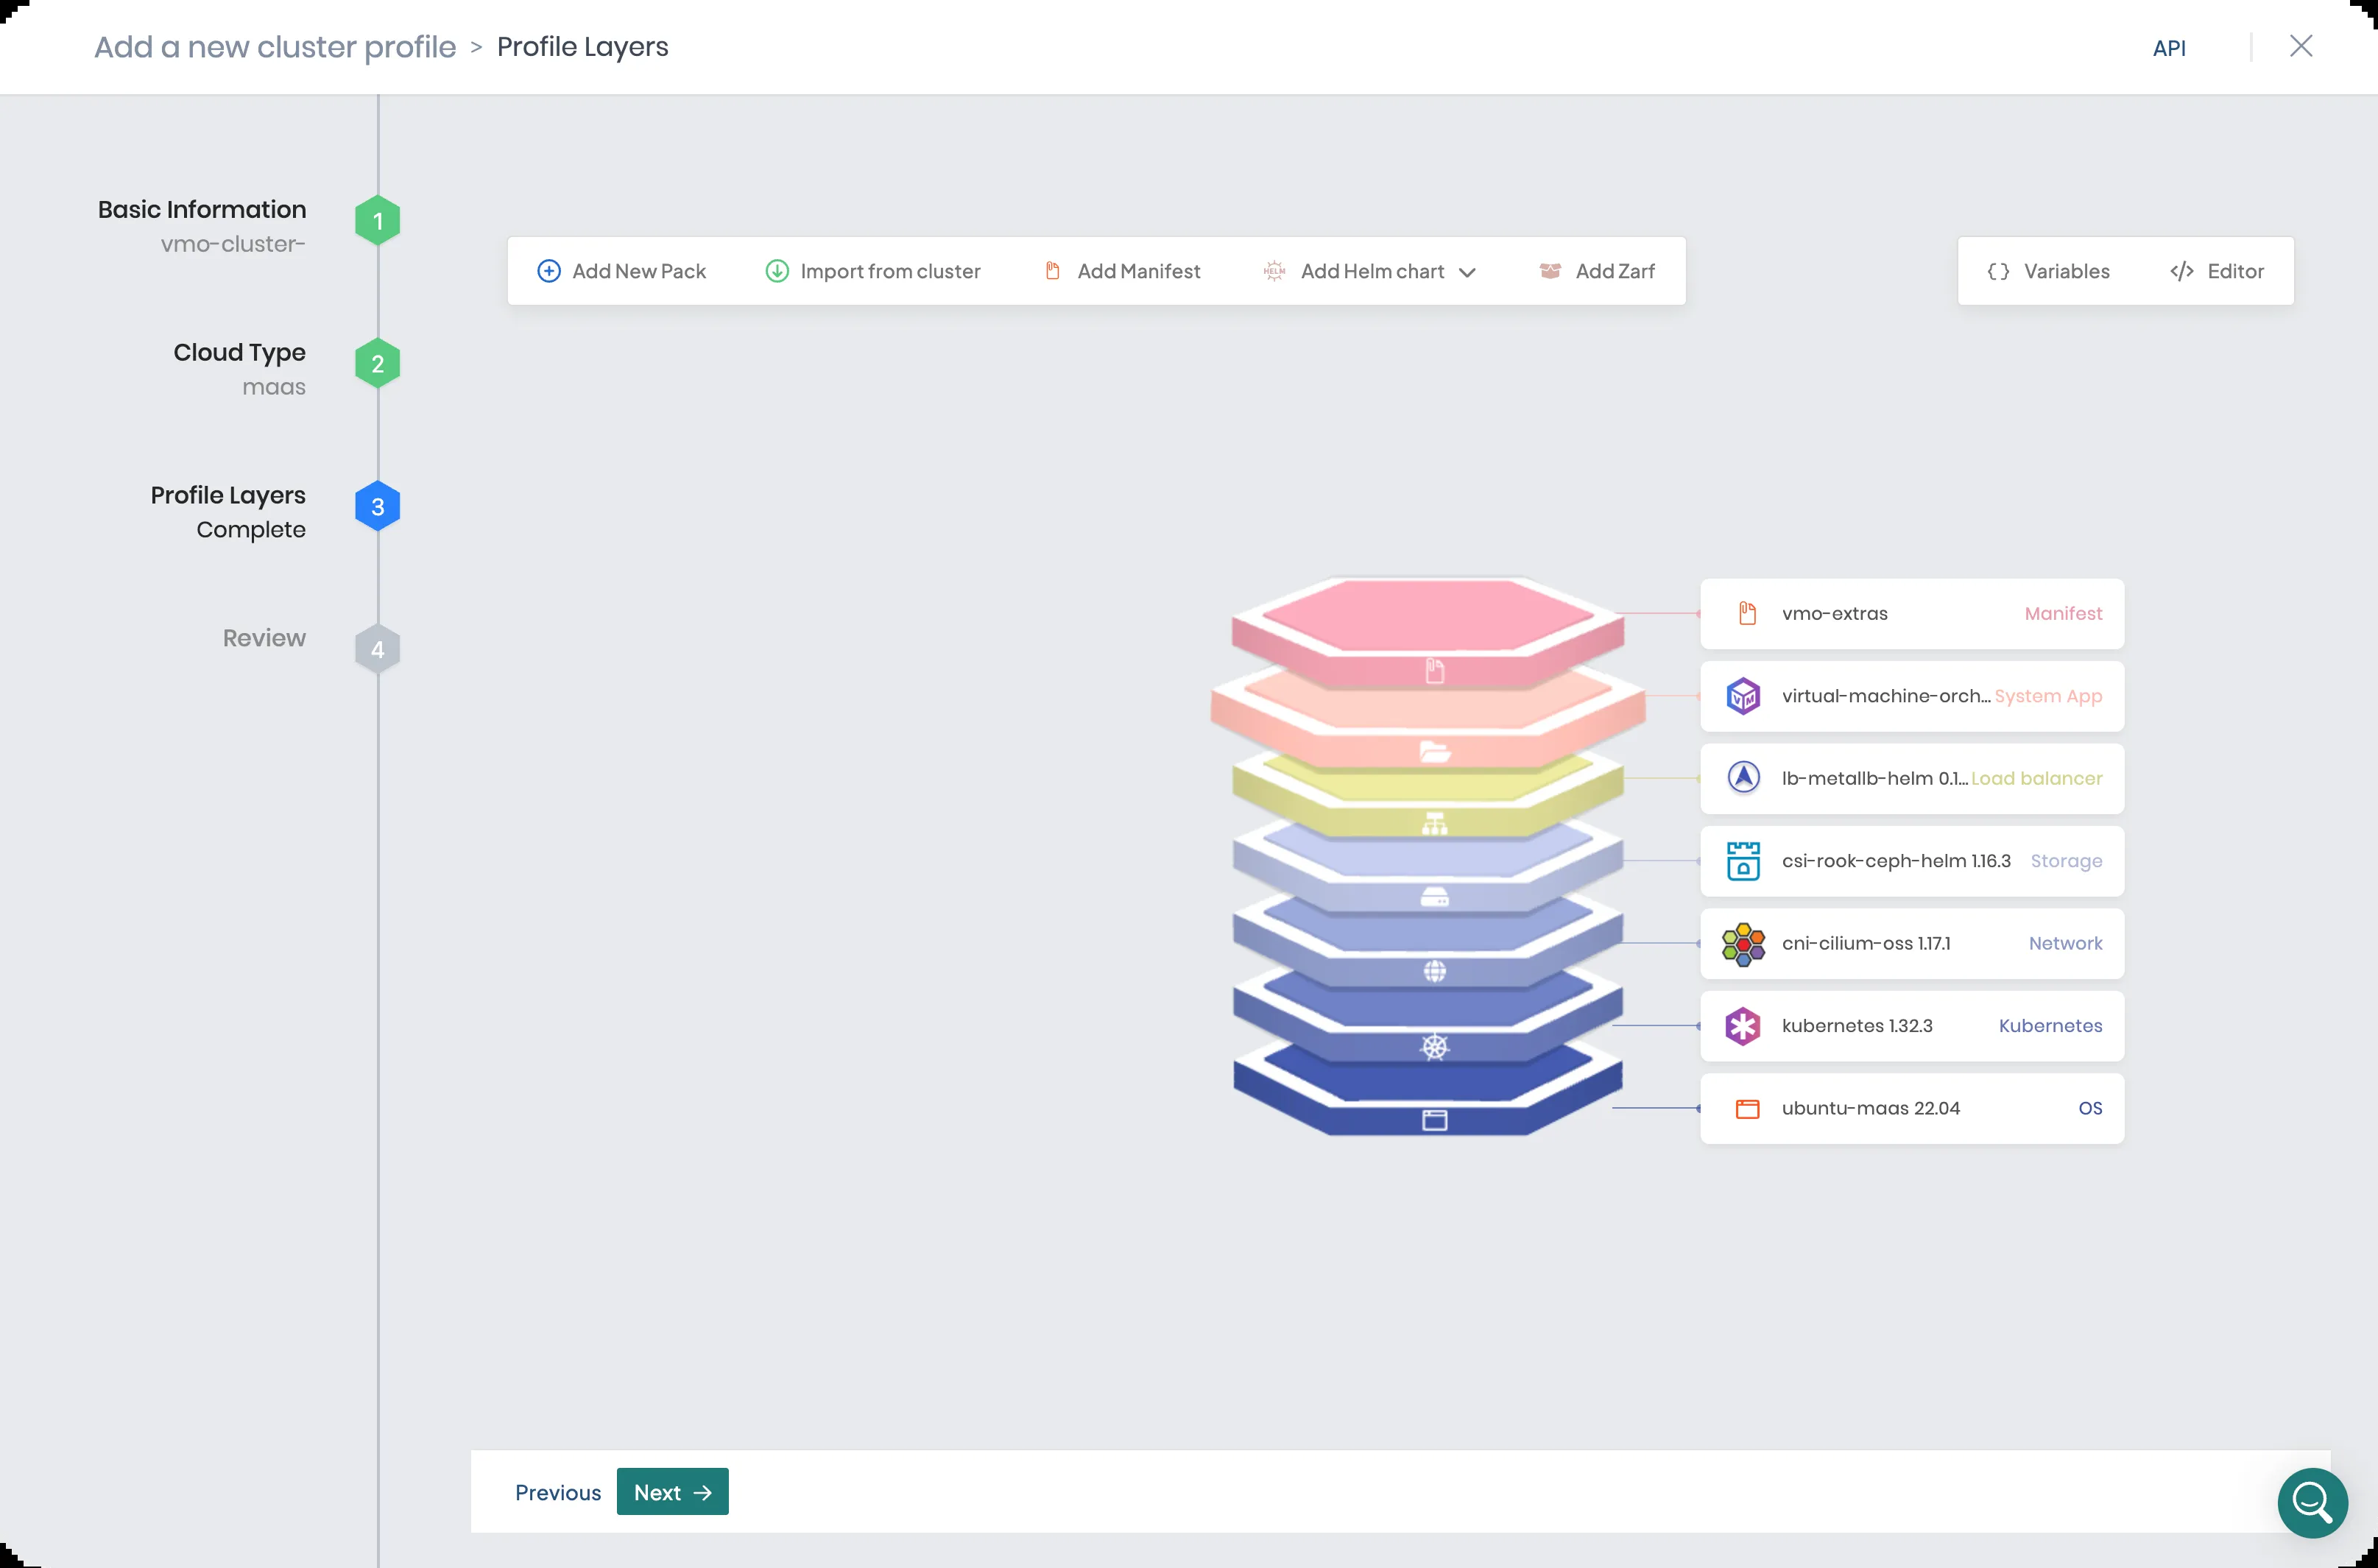 Add a new cluster profile > Profile Layers
API
Basic Information
vmo-cluster-
1
Cloud Type
maas
2
Profile Layers
Complete
3
Review
4
Add New Pack
Import from cluster
Add Manifest
HELM
Add Helm chart
Add Zarf
{} Variables
</> Editor
vmo-extras Manifest
VM
virtual-machine-orch... System App
lb-metallb-helm 0.1... Load balancer
csi-rook-ceph-helm 1.16.3 Storage
cni-cilium-oss 1.17.1 Network
kubernetes 1.32.3 Kubernetes
ubuntu-maas 22.04 OS
Previous
Next →